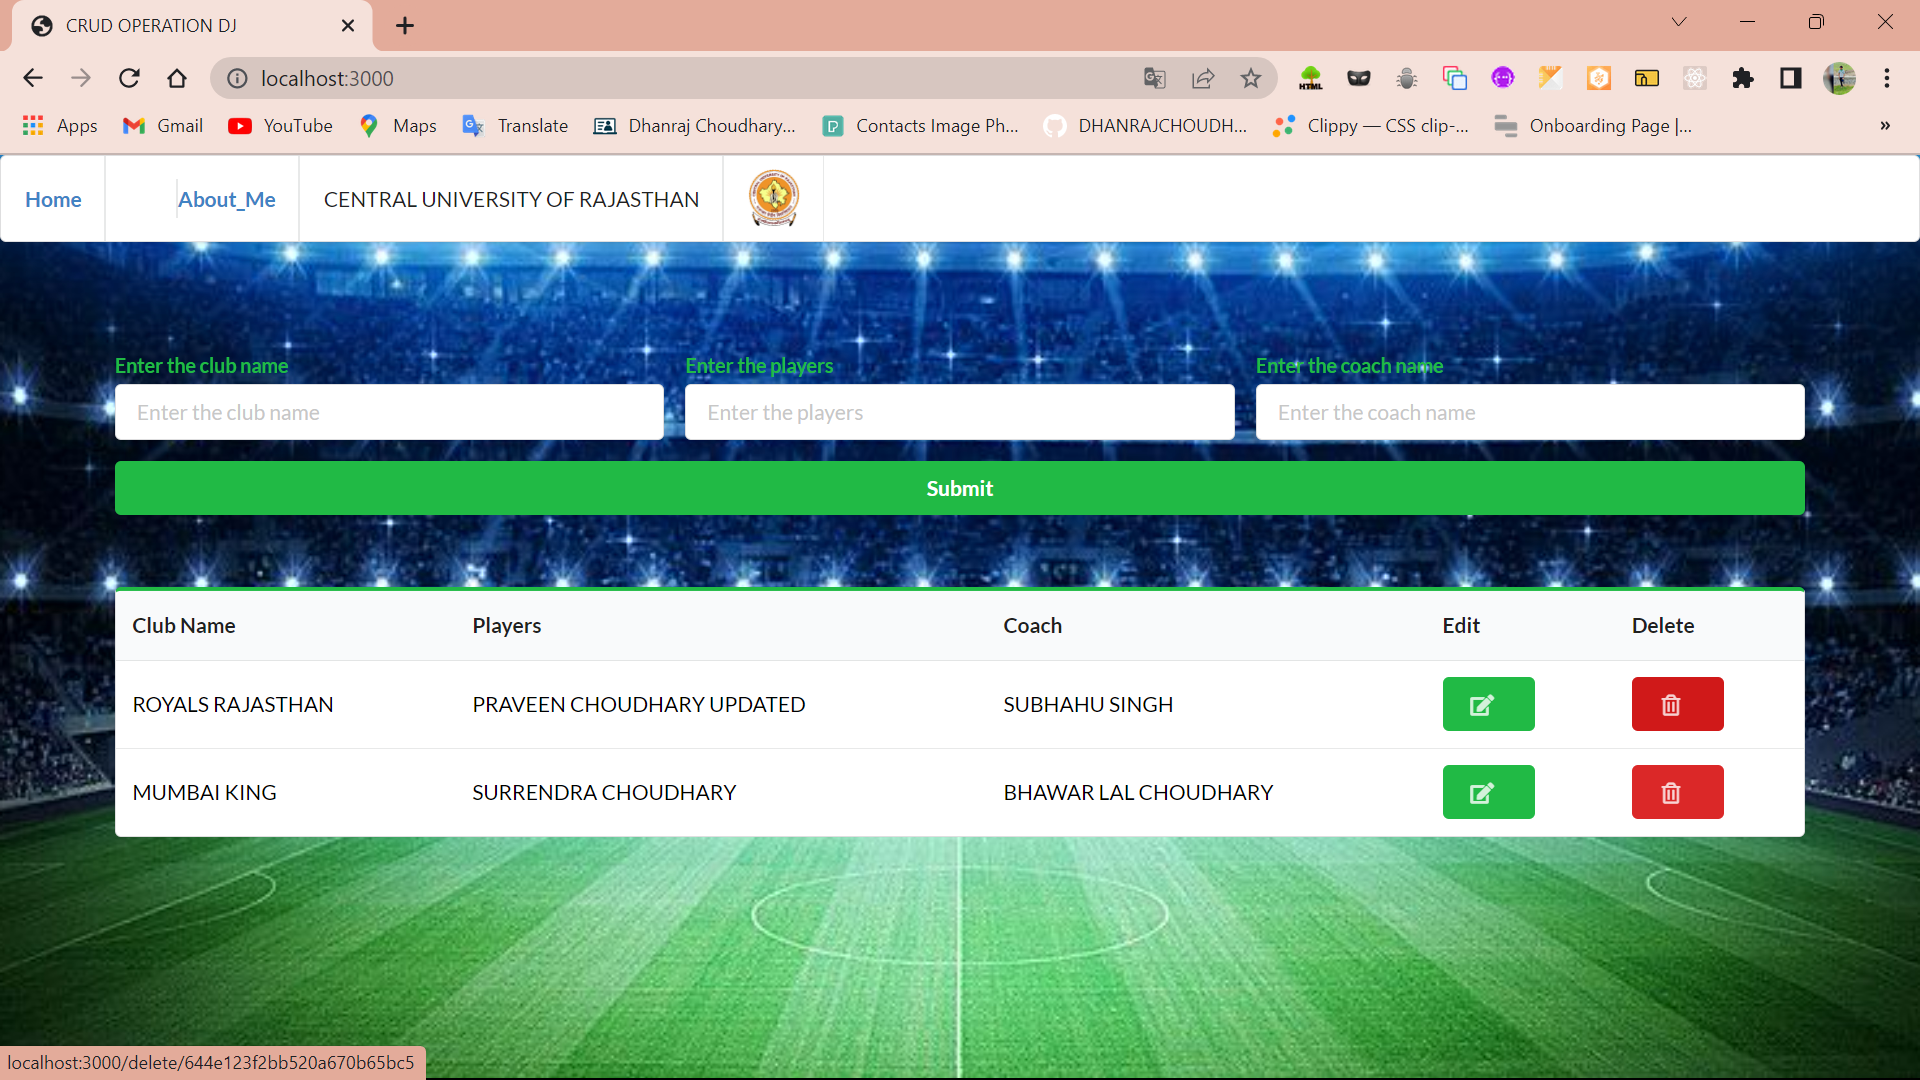 CRUD OPERATION DJ
localhost:3000
HTML
Apps Gmail YouTube Maps Translate Dhanraj Choudhary... Contacts Image Ph... DHANRAJCHOUDH... Clippy — CSS clip-... Onboarding Page |... »
Home About_Me CENTRAL UNIVERSITY OF RAJASTHAN
Enter the club name Enter the players Enter the coach name
Enter the club name Enter the players Enter the coach name
Submit
Club Name Players Coach Edit Delete
ROYALS RAJASTHAN PRAVEEN CHOUDHARY UPDATED SUBHAHU SINGH
MUMBAI KING SURRENDRA CHOUDHARY BHAWAR LAL CHOUDHARY
localhost:3000/delete/644e123f2bb520a670b65bc5